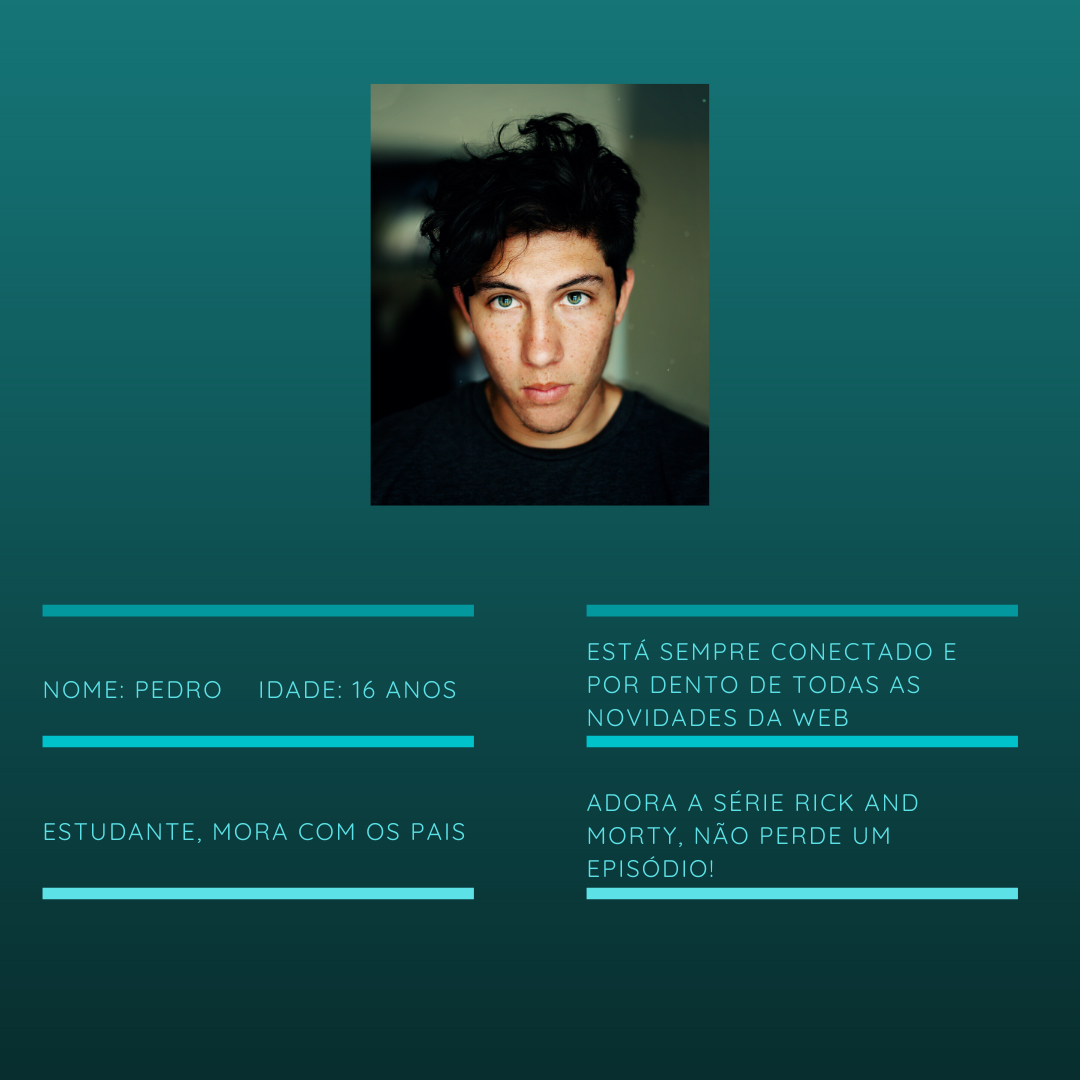 NOME: PEDRO IDADE: 16 ANOS
ESTUDANTE, MORA COM OS PAIS
ESTÁ SEMPRE CONECTADO E
POR DENTO DE TODAS AS
NOVIDADES DA WEB
ADORA A SÉRIE RICK AND
MORTY, NÃO PERDE UM
EPISÓDIO!